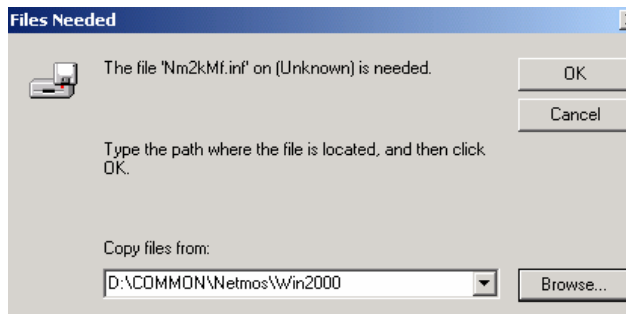 Files Needed
The file 'Nm2kMf.inf' on (Unknown) is needed.
OK
Cancel
Type the path where the file is located, and then click
OK.
Copy files from:
D:\COMMON\Netmos\Win2000
Browse...